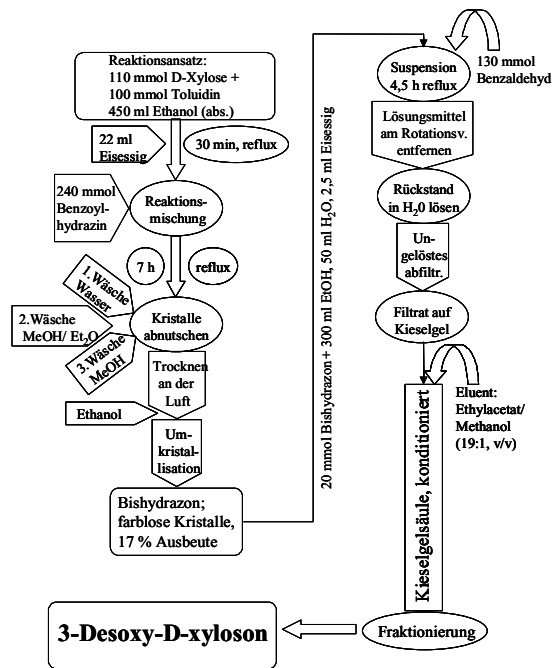 Reaktionsansatz:
110 mmol D-Xylose +
100 mmol Toluidin
450 ml Ethanol (abs.)
22 ml
Eisessig
30 min, reflux
240 mmol
Benzoyl-
hydrazin
Reaktions-
mischung
7 h
reflux
1. Wäsche
Wasser
2.Wäsche
MeOH/ Et2O
3. Wäsche
MeOH
Kristalle
abnutschen
Trocknen
an der
Luft
Ethanol
Um-
kristal-
lisation
Bishydrazon;
farblose Kristalle,
17 % Ausbeute
20 mmol Bishydrazon + 300 ml EtOH, 50 ml H2O, 2,5 ml Eisessig
130 mmol
Benzaldehyd
Suspension
4,5 h reflux
Lösungsmittel
am Rotationsv.
entfernen
Rückstand
in H20 lösen
Un-
gelöstes
abfiltr.
Filtrat auf
Kieselgel
Eluent:
Ethylacetat/
Methanol
(19:1, v/v)
Kieselgelsäule, konditioniert
Fraktionierung
3-Desoxy-D-xyloson